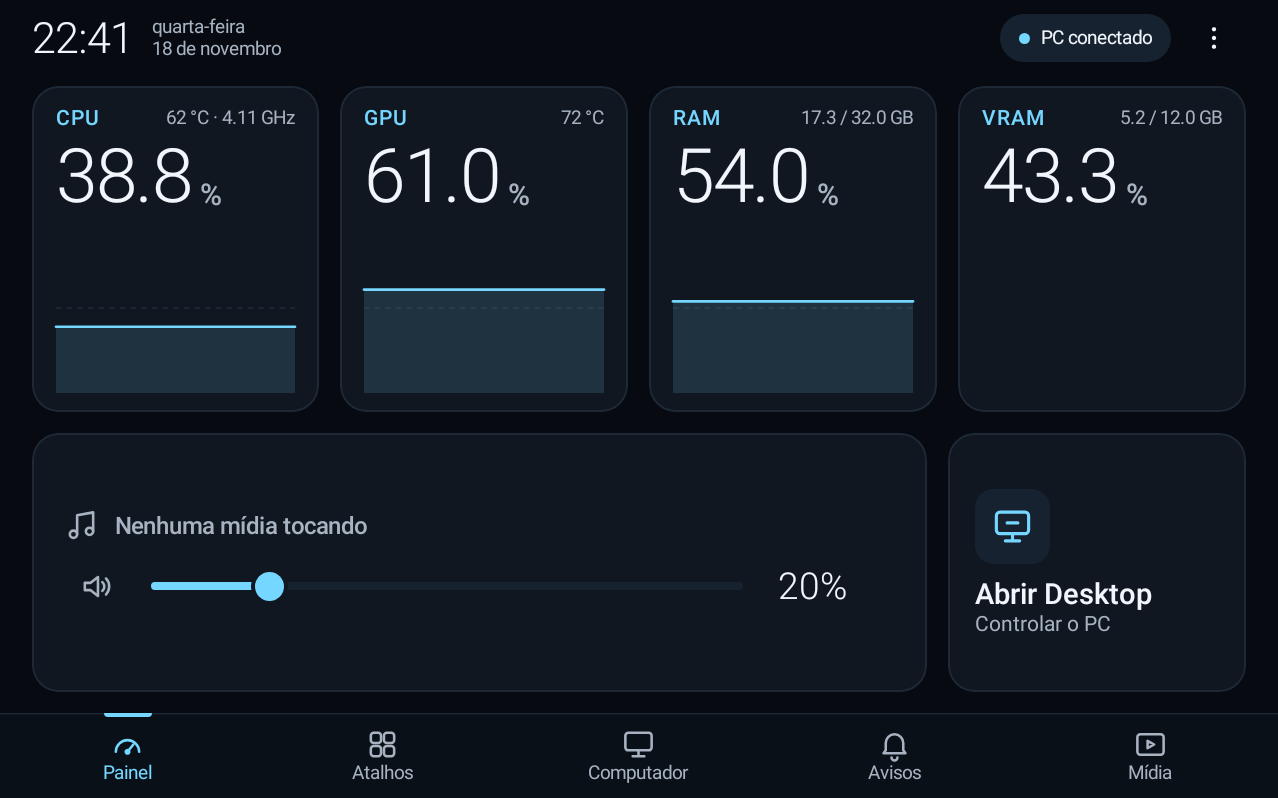 22:41
quarta-feira
18 de novembro
PC conectado
CPU
62 °C · 4.11 GHz
38.8 %
GPU
72 °C
61.0 %
RAM
17.3 / 32.0 GB
54.0 %
VRAM
5.2 / 12.0 GB
43.3 %
Nenhuma mídia tocando
20%
Abrir Desktop
Controlar o PC
Painel
Atalhos
Computador
Avisos
Mídia